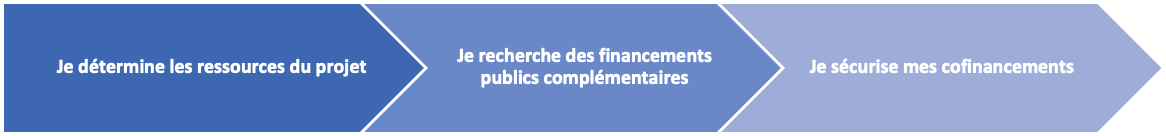 Je détermine les ressources du projet
Je recherche des financements
publics complémentaires
Je sécurise mes cofinancements